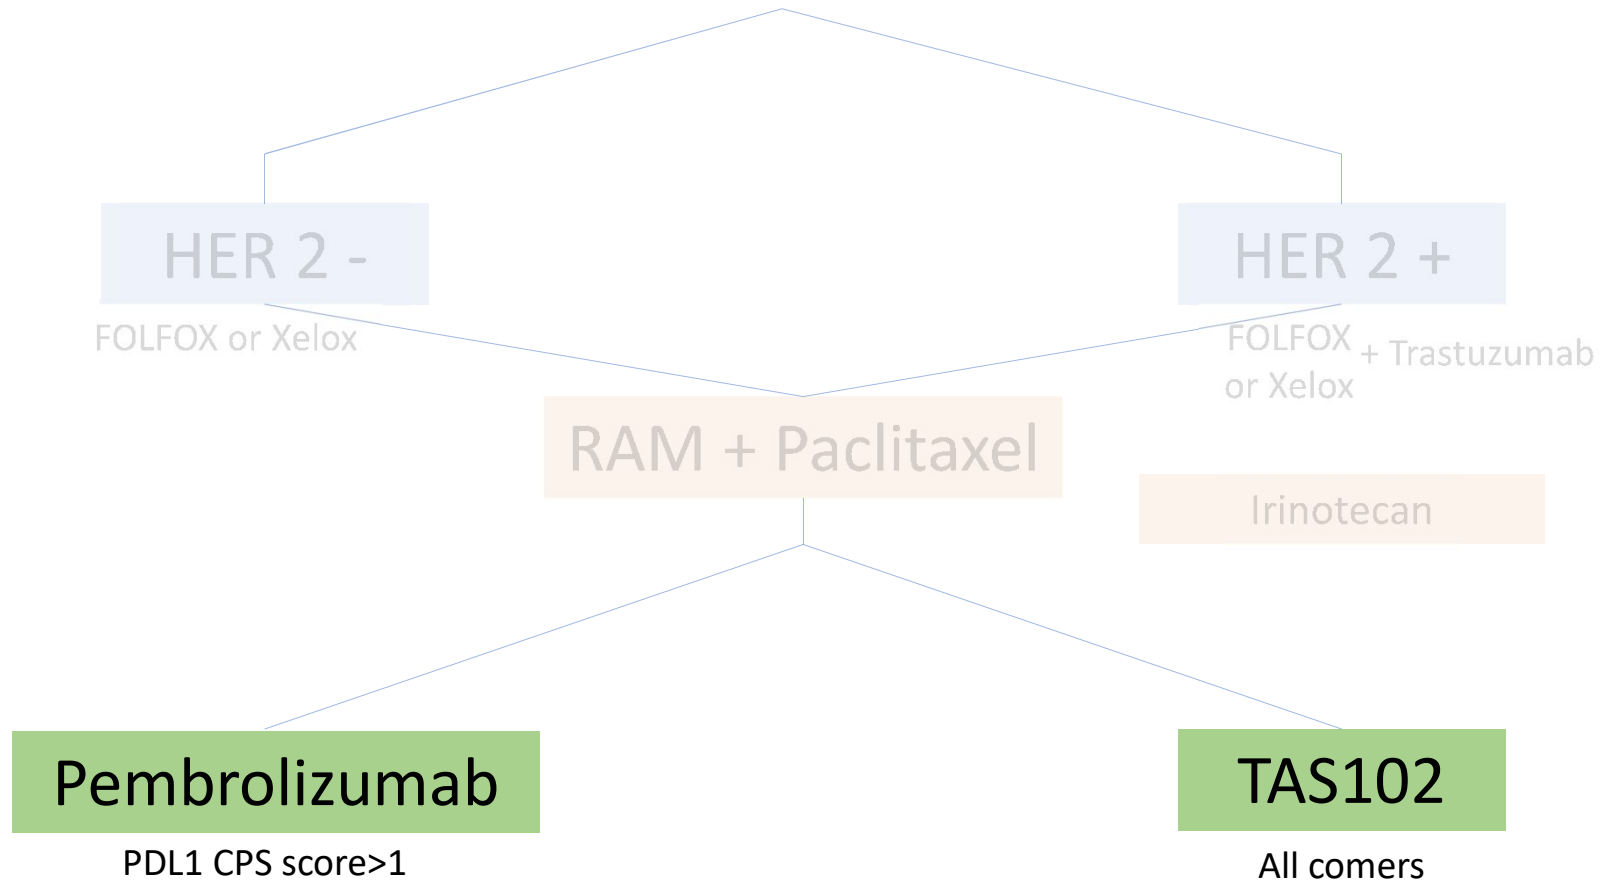 HER 2 -
FOLFOX or Xelox
HER 2 +
FOLFOX
or Xelox
+ Trastuzumab
RAM + Paclitaxel
Irinotecan
Pembrolizumab
PDL1 CPS score>1
TAS102
All comers